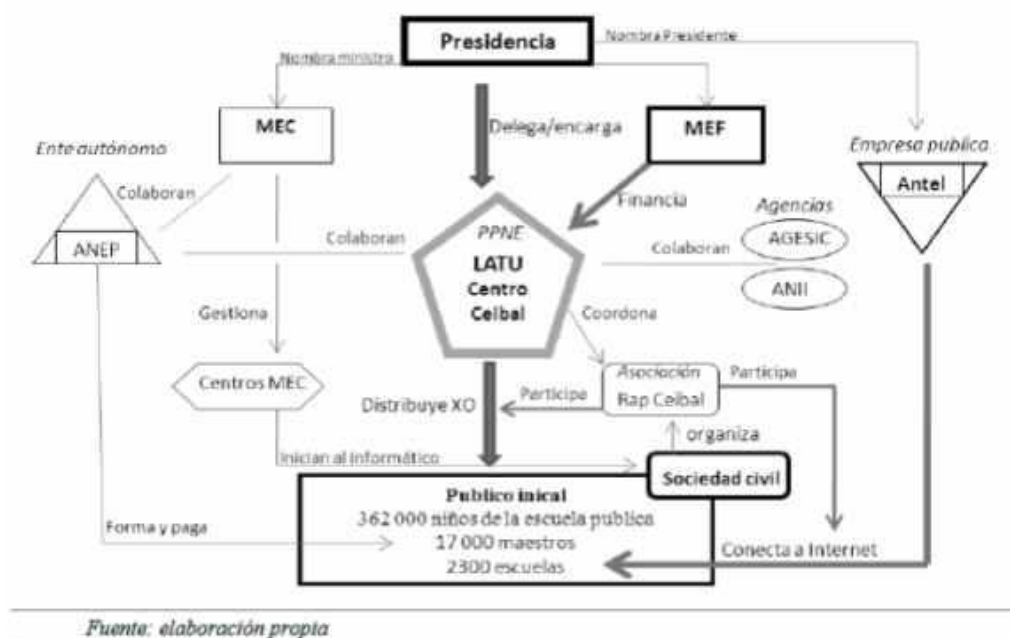 Presidencia
Nombra Presidente
Nombra ministro
MEC
Delega/encarga
MEF
Ente autónomo
Empresa publica
Colaboran
Antel
ANEP
Financia
Agencias
Colaboran
PPNE
LATU
Centro
Ceibal
Colaboran
AGESIC
ANII
Gestiona
Coordona
Centros MEC
Asociación
Rap Ceibal
Participa
Participa
Distribuye XO
organiza
Inician al Informático
Sociedad civil
Publico inical
362 000 niños de la escuela publica
17 000 maestros
2300 escuelas
Forma y paga
Conecta a Internet
Fuente: elaboración propia